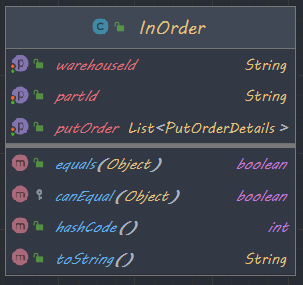 InOrder
warehouseId String
partId String
putOrder List<PutOrderDetails >
equals(Object) boolean
canEqual(Object) boolean
hashCode() int
toString() String